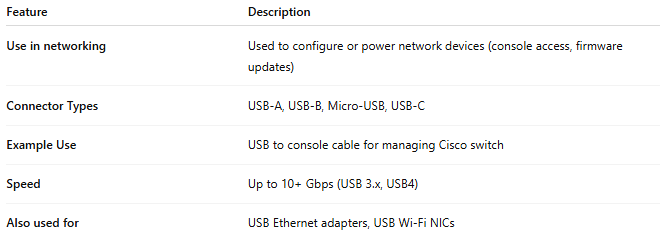 Feature Description
Use in networking Used to configure or power network devices (console access, firmware
updates)
Connector Types USB-A, USB-B, Micro-USB, USB-C
Example Use USB to console cable for managing Cisco switch
Speed Up to 10+ Gbps (USB 3.x, USB4)
Also used for USB Ethernet adapters, USB Wi-Fi NICs